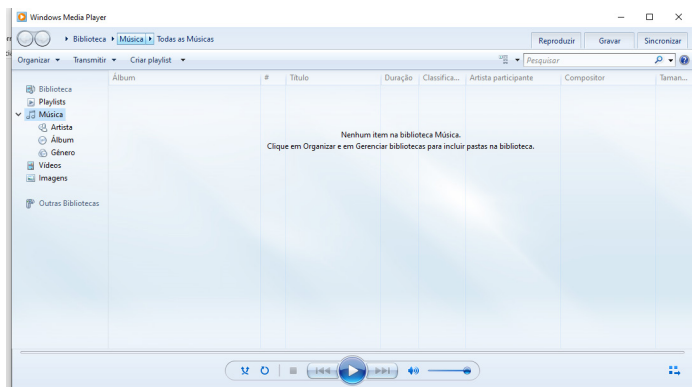 Windows Media Player
Biblioteca Música Todas as Músicas
Reproduzir Gravar Sincronizar
Organizar Transmitir Criar playlist
Pesquisar
Álbum # Título Duração Classifica... Artista participante Compositor Taman...
Biblioteca
Playlists
Música
Artista
Álbum
Gênero
Vídeos
Imagens
Outras Bibliotecas
Nenhum item na biblioteca Música.
Clique em Organizar e em Gerenciar bibliotecas para incluir pastas na biblioteca.